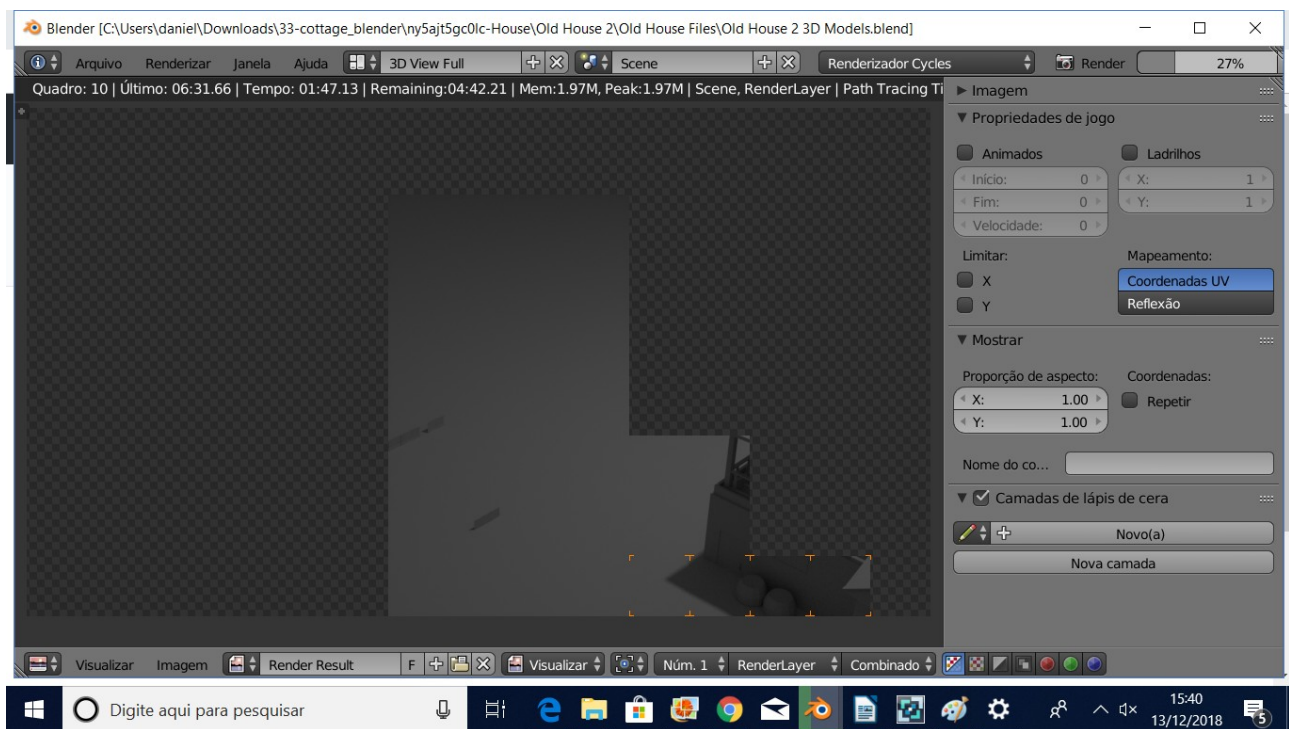 Blender [C:\Users\daniel\Downloads\33-cottage_blender\ny5ajt5gc0lc-House\Old House 2\Old House Files\Old House 2 3D Models.blend]
Arquivo Renderizar Janela Ajuda 3D View Full Scene Renderizador Cycles Render 27%
Quadro: 10 | Último: 06:31.66 | Tempo: 01:47.13 | Remaining:04:42.21 | Mem:1.97M, Peak:1.97M | Scene, RenderLayer | Path Tracing Ti
Imagem
Propriedades de jogo
Animados Ladrilhos
Início: 0 X: 1
Fim: 0 Y: 1
Velocidade: 0
Limitar: Mapeamento:
X Coordenadas UV
Y Reflexão
Mostrar
Proporção de aspecto: Coordenadas:
X: 1.00 Repetir
Y: 1.00
Nome do co...
Camadas de lápis de cera
Novo(a)
Nova camada
Visualizar Imagem Render Result F Visualizar Núm. 1 RenderLayer Combinado
Digite aqui para pesquisar
15:40
13/12/2018
5